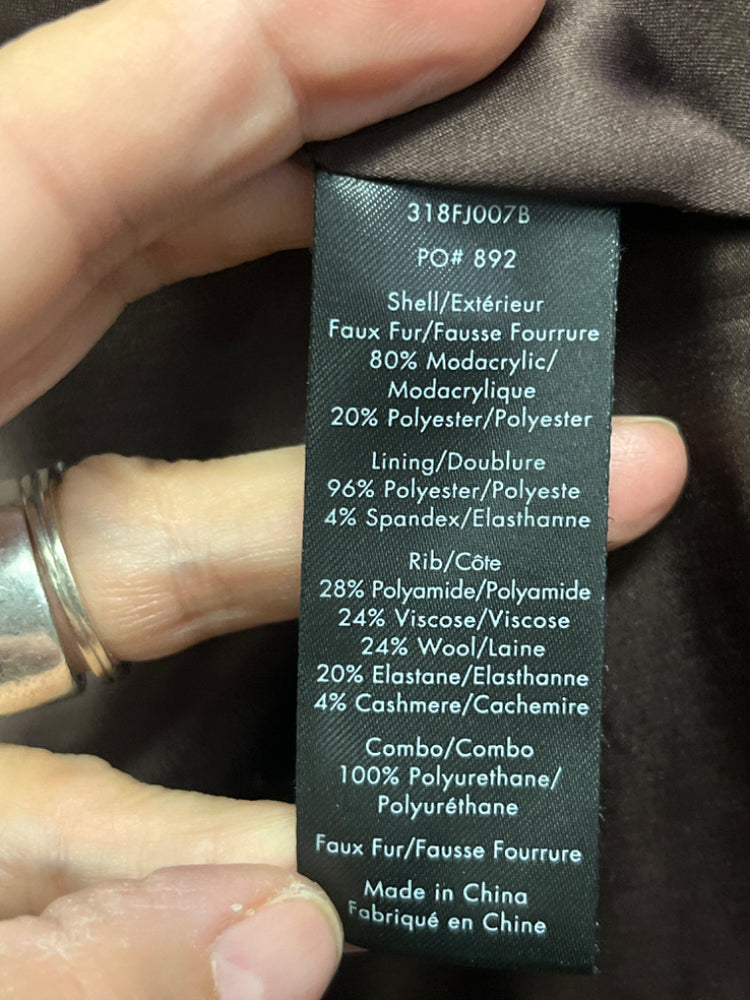 318FJ007B
PO# 892
Shell/Extérieur
Faux Fur/Fausse Fourrure
80% Modacrylic/
Modacrylique
20% Polyester/Polyester
Lining/Doublure
96% Polyester/Polyeste
4% Spandex/Elasthanne
Rib/Côte
28% Polyamide/Polyamide
24% Viscose/Viscose
24% Wool/Laine
20% Elastane/Elasthanne
4% Cashmere/Cachemire
Combo/Combo
100% Polyurethane/
Polyuréthane
Faux Fur/Fausse Fourrure
Made in China
Fabriqué en Chine